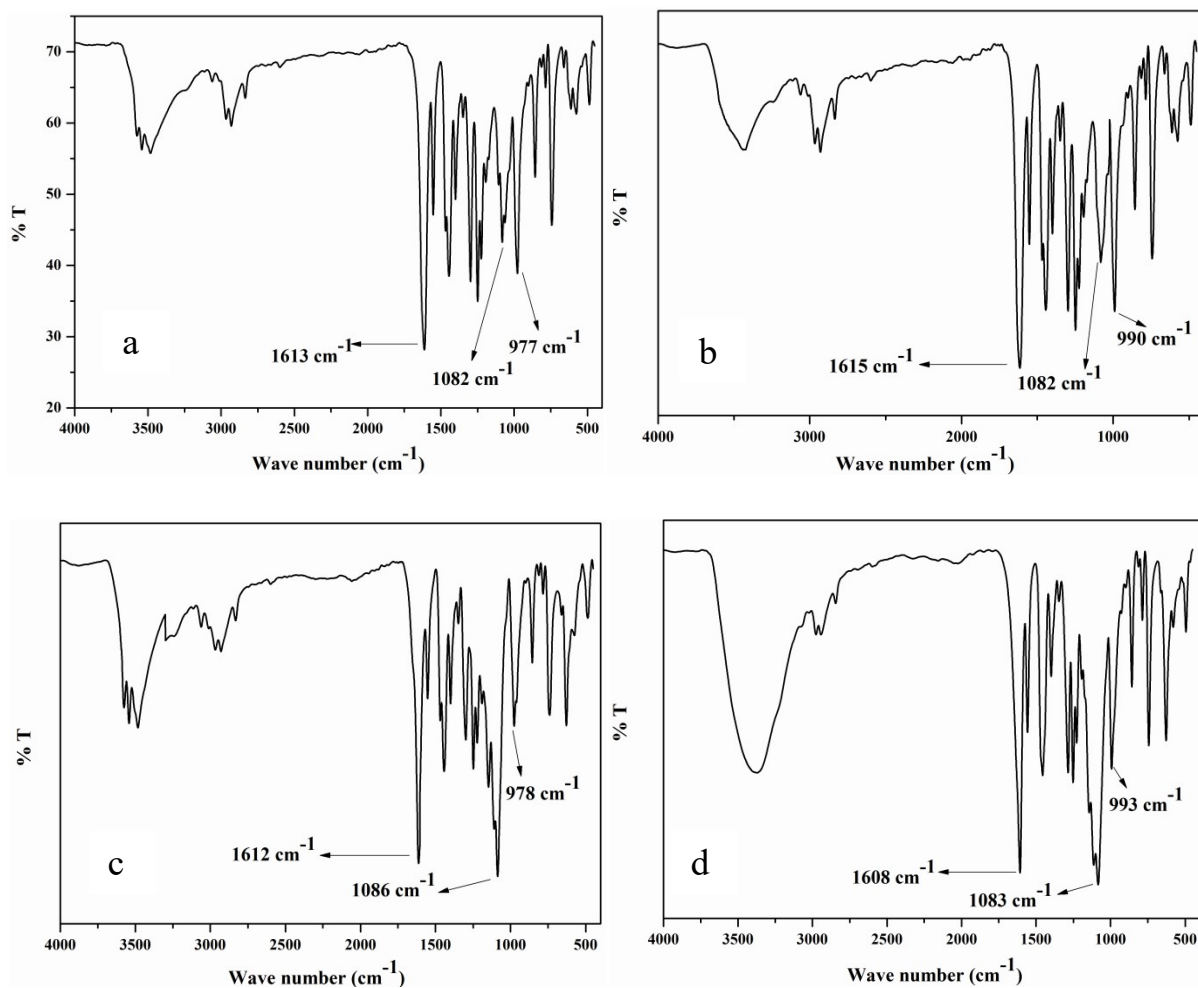 70
60
50
40
30
20
% T
a
1613 cm-1
1082 cm-1
977 cm-1
4000 3500 3000 2500 2000 1500 1000 500
Wave number (cm-1)
% T
b
1615 cm-1
1082 cm-1
990 cm-1
4000 3000 2000 1000
Wave number (cm-1)
% T
c
1612 cm-1
1086 cm-1
978 cm-1
4000 3500 3000 2500 2000 1500 1000 500
Wave number (cm-1)
% T
d
1608 cm-1
1083 cm-1
993 cm-1
4000 3500 3000 2500 2000 1500 1000 500
Wave number (cm-1)